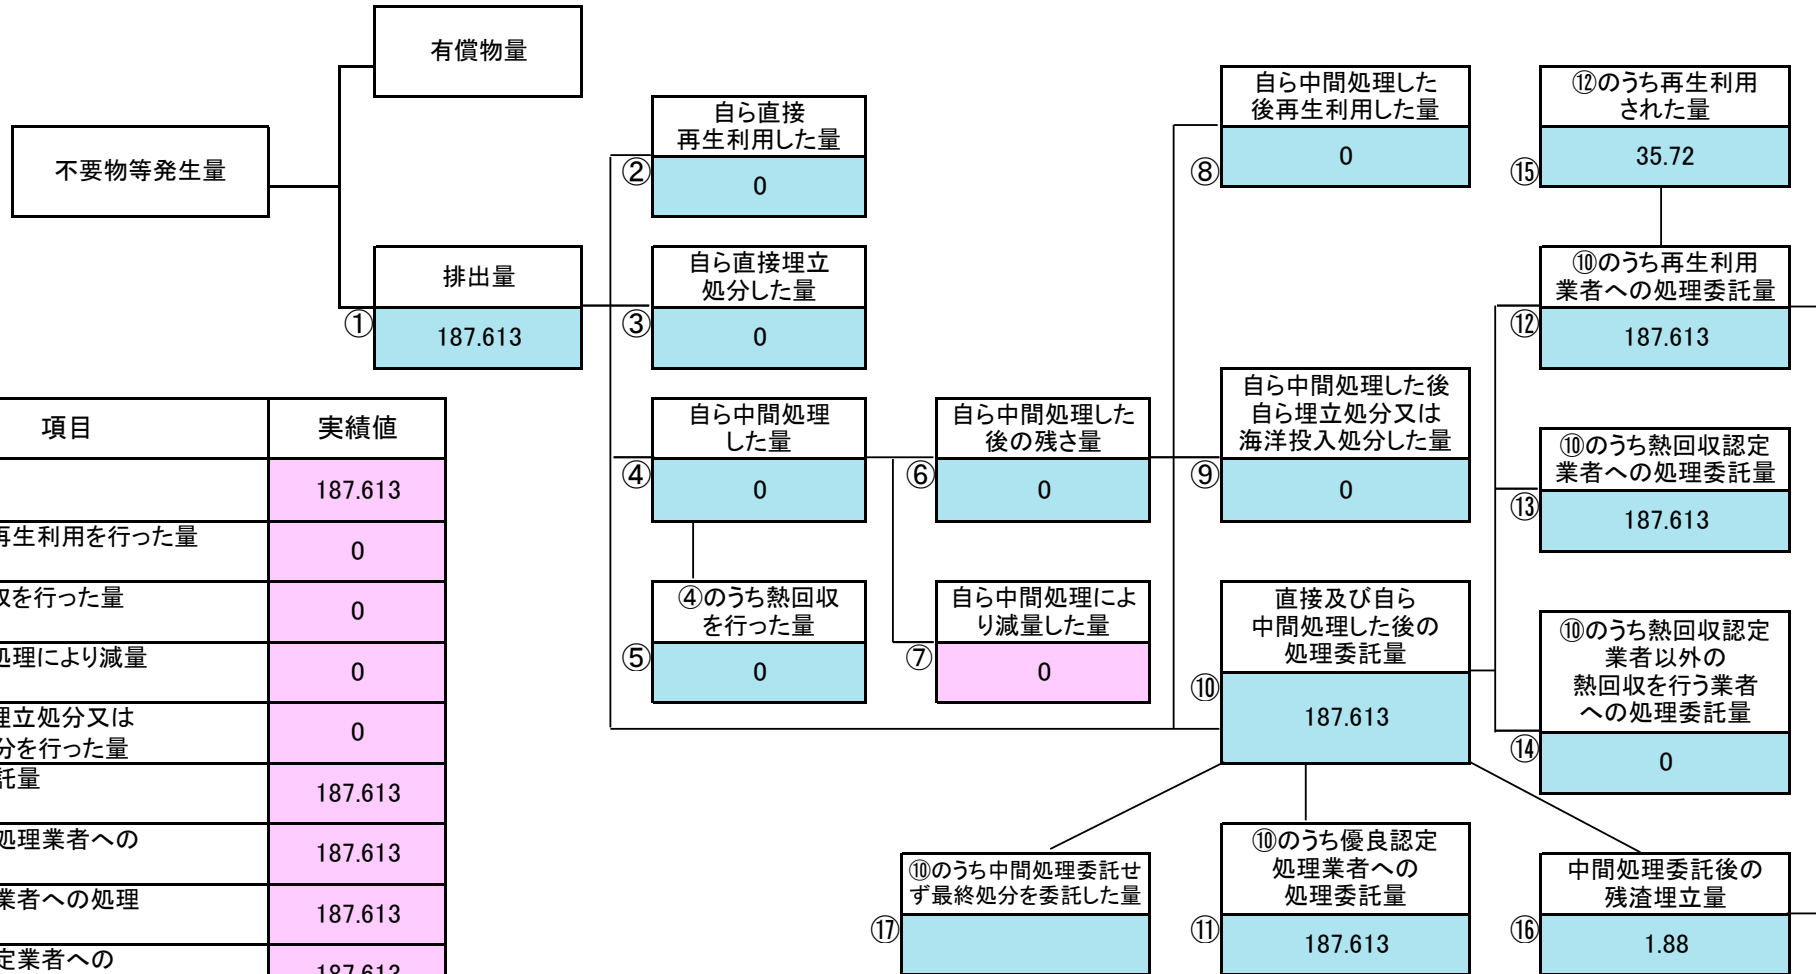 有償物量
不要物等発生量
排出量
①
187.613
自ら直接
再生利用した量
②
0
自ら直接埋立
処分した量
③
0
自ら中間処理
した量
④
0
④のうち熱回収
を行った量
⑤
0
自ら中間処理した
後の残さ量
⑥
0
自ら中間処理によ
り減量した量
⑦
0
自ら中間処理した
後再生利用した量
⑧
0
自ら中間処理した後
自ら埋立処分又は
海洋投入処分した量
⑨
0
直接及び自ら
中間処理した後の
処理委託量
⑩
187.613
⑩のうち優良認定
処理業者への
処理委託量
⑪
187.613
⑩のうち中間処理委託せ
ず最終処分を委託した量
⑰
⑫のうち再生利用
された量
⑮
35.72
⑩のうち再生利用
業者への処理委託量
⑫
187.613
⑩のうち熱回収認定
業者への処理委託量
⑬
187.613
⑩のうち熱回収認定
業者以外の
熱回収を行う業者
への処理委託量
⑭
0
中間処理委託後の
残渣埋立量
⑯
1.88
項目
実績値
187.613
再生利用を行った量
0
収を行った量
0
処理により減量
0
埋立処分又は
分を行った量
0
託量
187.613
処理業者への
187.613
業者への処理
187.613
定業者への
187.613